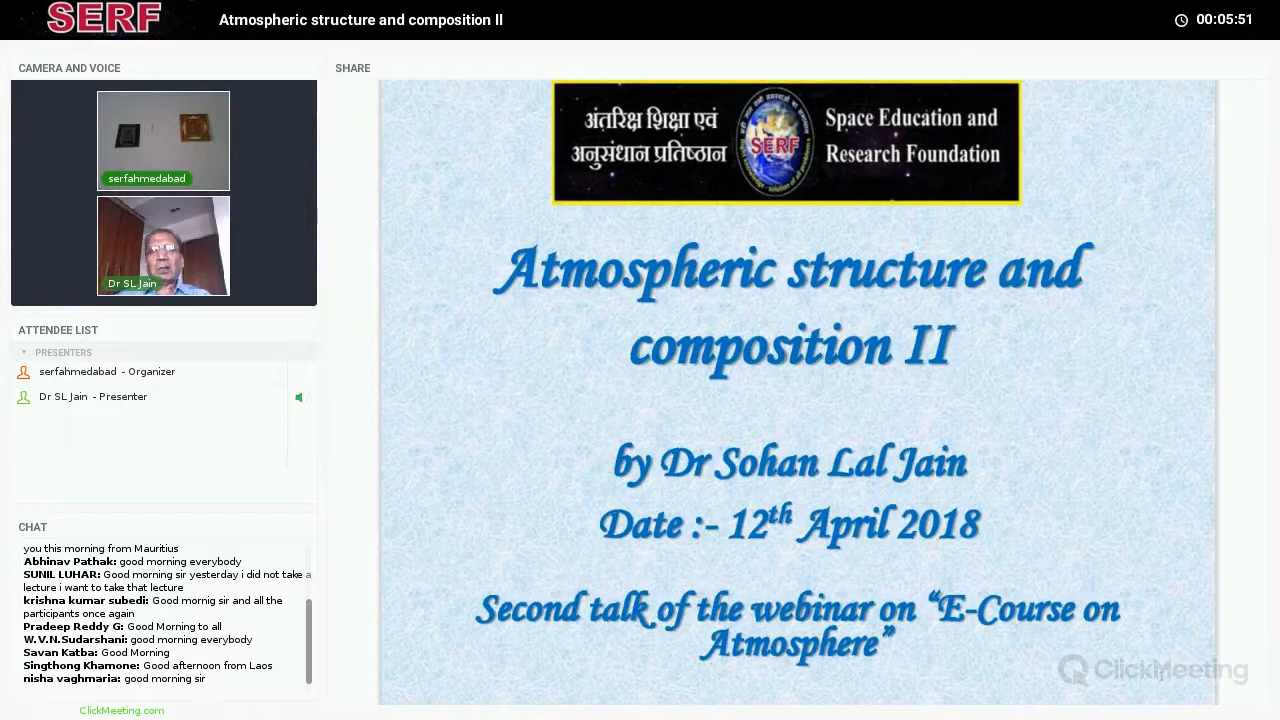 SERF
Atmospheric structure and composition II
00:05:51
CAMERA AND VOICE
SHARE
serfahmedabad
Dr SL Jain
ATTENDEE LIST
PRESENTERS
serfahmedabad - Organizer
Dr SL Jain - Presenter
CHAT
you this morning from Mauritius
Abhinav Pathak: good morning everybody
SUNIL LUHAR: Good morning sir yesterday i did not take a
lecture i want to take that lecture
krishna kumar subedi: Good mornig sir and all the
participants once again
Pradeep Reddy G: Good Morning to all
W.V.N.Sudarshani: good morning everybody
Savan Katba: Good Morning
Singthong Khamone: Good afternoon from Laos
nisha vaghmaria: good morning sir
ClickMeeting.com
अंतरिक्ष शिक्षा एवं
अनुसंधान प्रतिष्ठान
SERF
Space Education and
Research Foundation
Atmospheric structure and
composition II
by Dr Sohan Lal Jain
Date :- 12th April 2018
Second talk of the webinar on “E-Course on
Atmosphere”
ClickMeeting